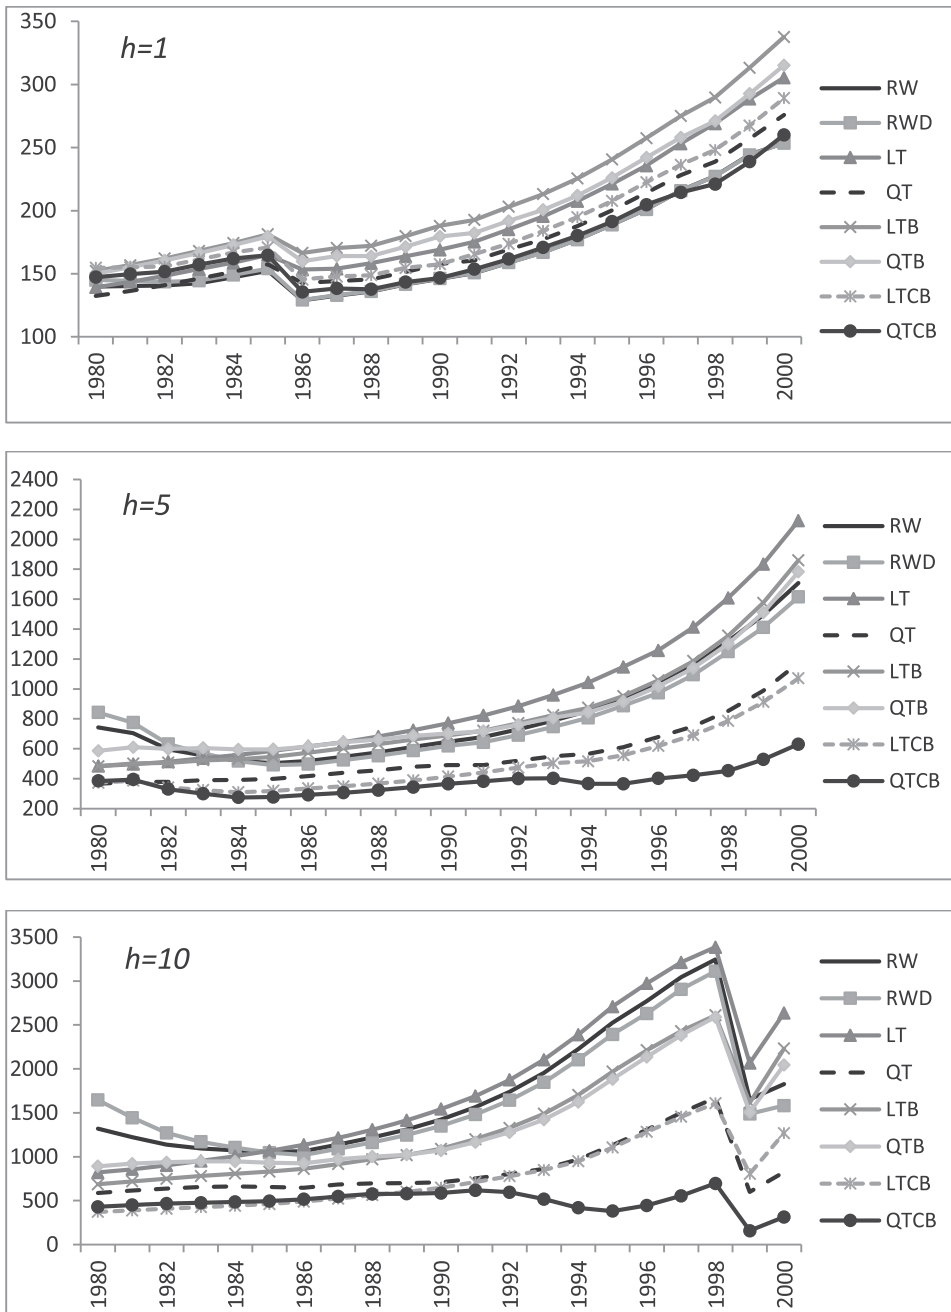 h=1
350
300
250
200
150
100
1980
1982
1984
1986
1988
1990
1992
1994
1996
1998
2000
RW
RWD
LT
QT
LTB
QTB
LTCB
QTCB
h=5
2400
2200
2000
1800
1600
1400
1200
1000
800
600
400
200
1980
1982
1984
1986
1988
1990
1992
1994
1996
1998
2000
RW
RWD
LT
QT
LTB
QTB
LTCB
QTCB
h=10
3500
3000
2500
2000
1500
1000
500
0
1980
1982
1984
1986
1988
1990
1992
1994
1996
1998
2000
RW
RWD
LT
QT
LTB
QTB
LTCB
QTCB